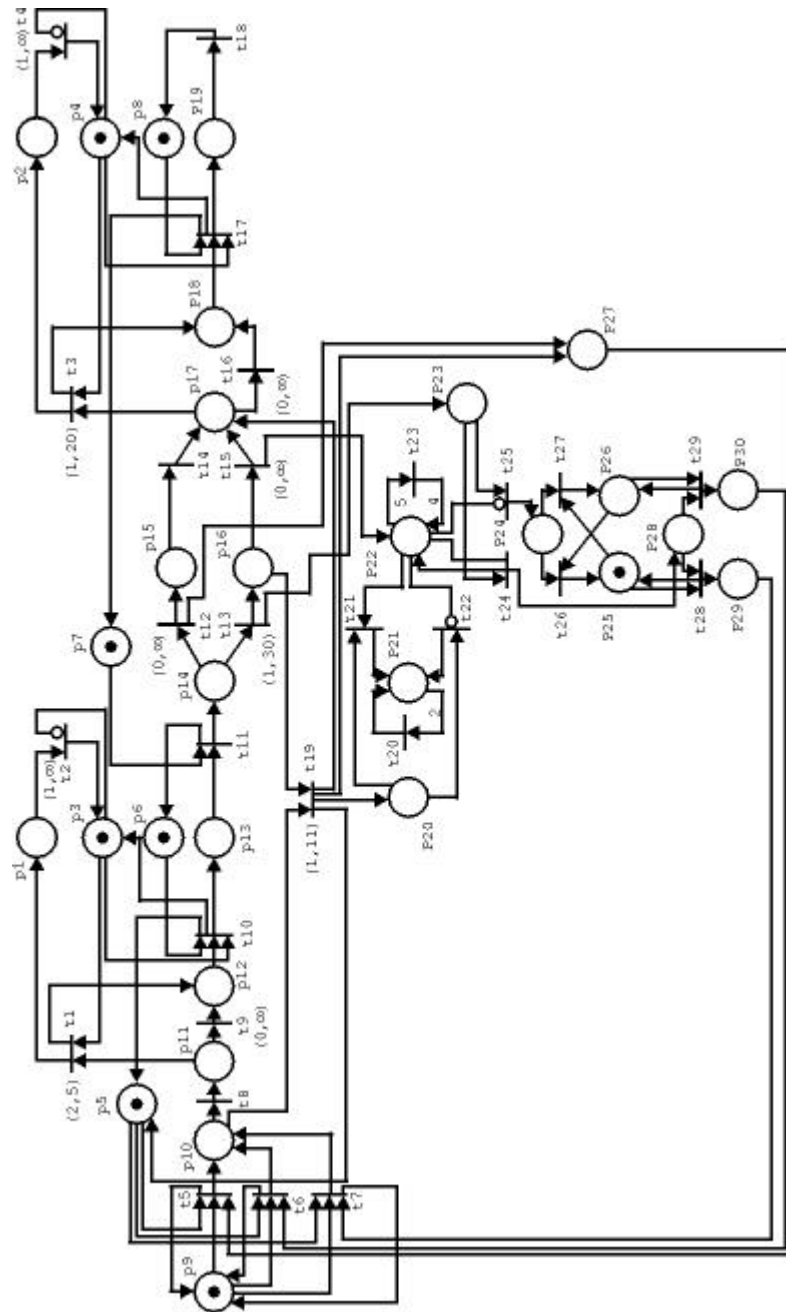 t4
(1,∞)
p2
p4
p8
P19
t18
t17
P18
t3
(1,20)
p17
t16
(0,∞)
t14
t15
(0,∞)
p15
p16
t12
(0,∞)
t13
(1,30)
p14
p7
t11
(1,∞)
t2
p1
p3
p6
p13
t10
p12
t1
(2,5)
p11
t9
(0,∞)
p5
t8
p10
t5
t6
t7
p9
t19
(1,11)
P27
P23
t23
5
4
P22
t25
t24
t21
t22
P21
t20
2
P20
P24
t27
t26
P26
P25
t29
t28
P28
P30
P29